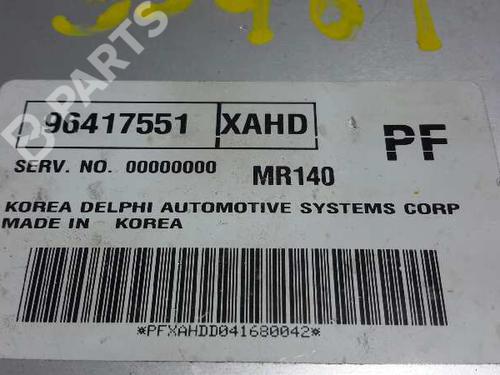 B-PARTS
96417551 XAHD
PF
SERV. NO. 00000000 MR140
KOREA DELPHI AUTOMOTIVE SYSTEMS CORP
MADE IN KOREA
*PFXAHDD041680042*